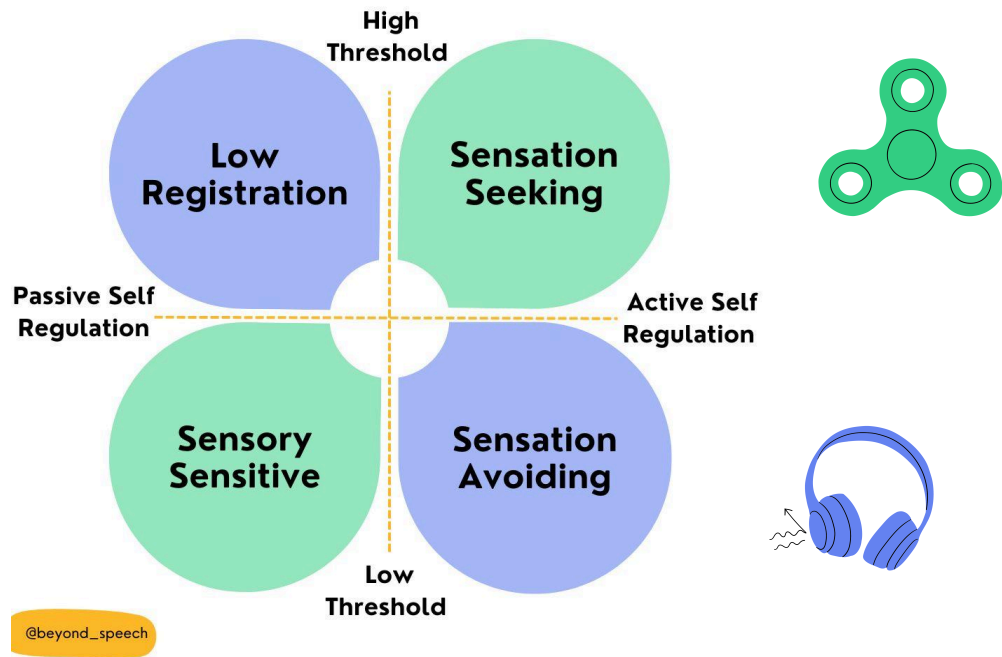 High
Threshold
Low
Registration
Sensation
Seeking
Passive Self
Regulation
Active Self
Regulation
Sensory
Sensitive
Sensation
Avoiding
Low
Threshold
@beyond_speech